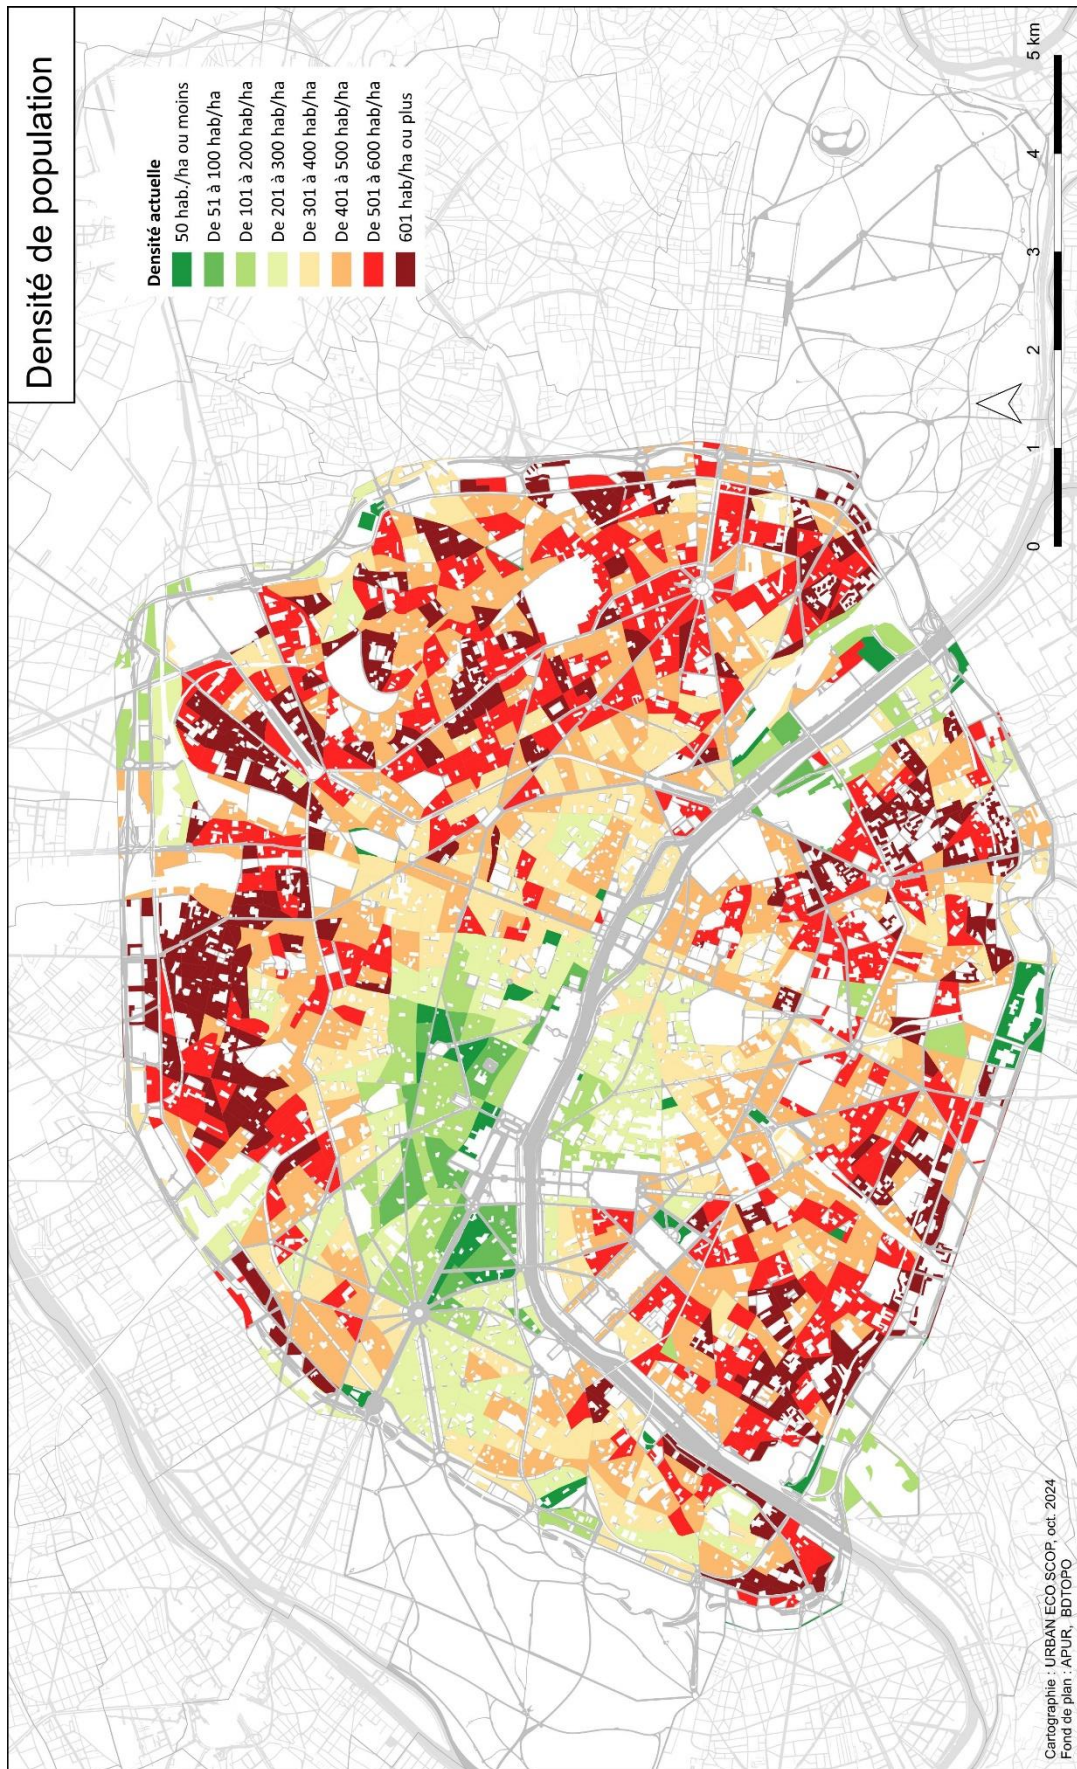 Densité de population
Densité actuelle
50 hab./ha ou moins
De 51 à 100 hab/ha
De 101 à 200 hab/ha
De 201 à 300 hab/ha
De 301 à 400 hab/ha
De 401 à 500 hab/ha
De 501 à 600 hab/ha
601 hab/ha ou plus
0 1 2 3 4 5 km
Cartographie : URBAN ECO SCOP, oct. 2024
Fond de plan : APUR, BDTOPO